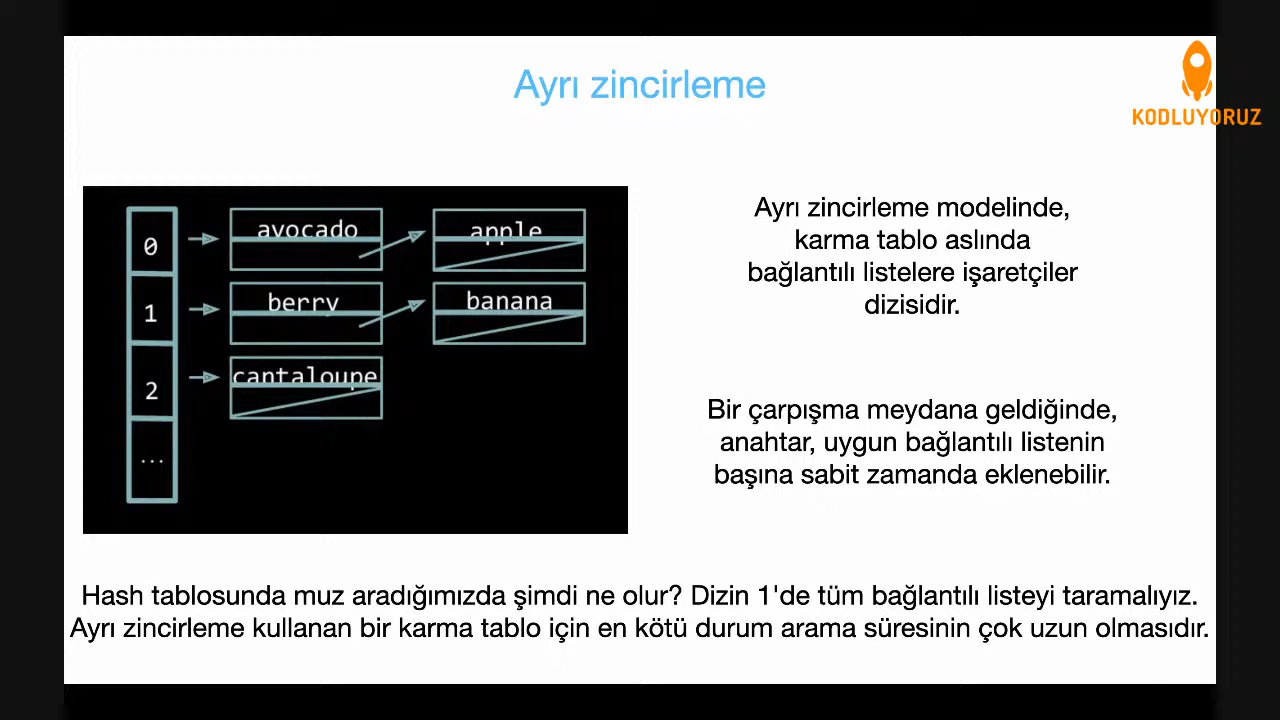 Ayrı zincirleme
KODLUYORUZ
0
avocado
apple
1
berry
banana
2
cantaloupe
...
Ayrı zincirleme modelinde,
karma tablo aslında
bağlantılı listelere işaretçiler
dizisidir.
Bir çarpışma meydana geldiğinde,
anahtar, uygun bağlantılı listenin
başına sabit zamanda eklenebilir.
Hash tablosunda muz aradığımızda şimdi ne olur? Dizin 1'de tüm bağlantılı listeyi taramalıyız.
Ayrı zincirleme kullanan bir karma tablo için en kötü durum arama süresinin çok uzun olmasıdır.